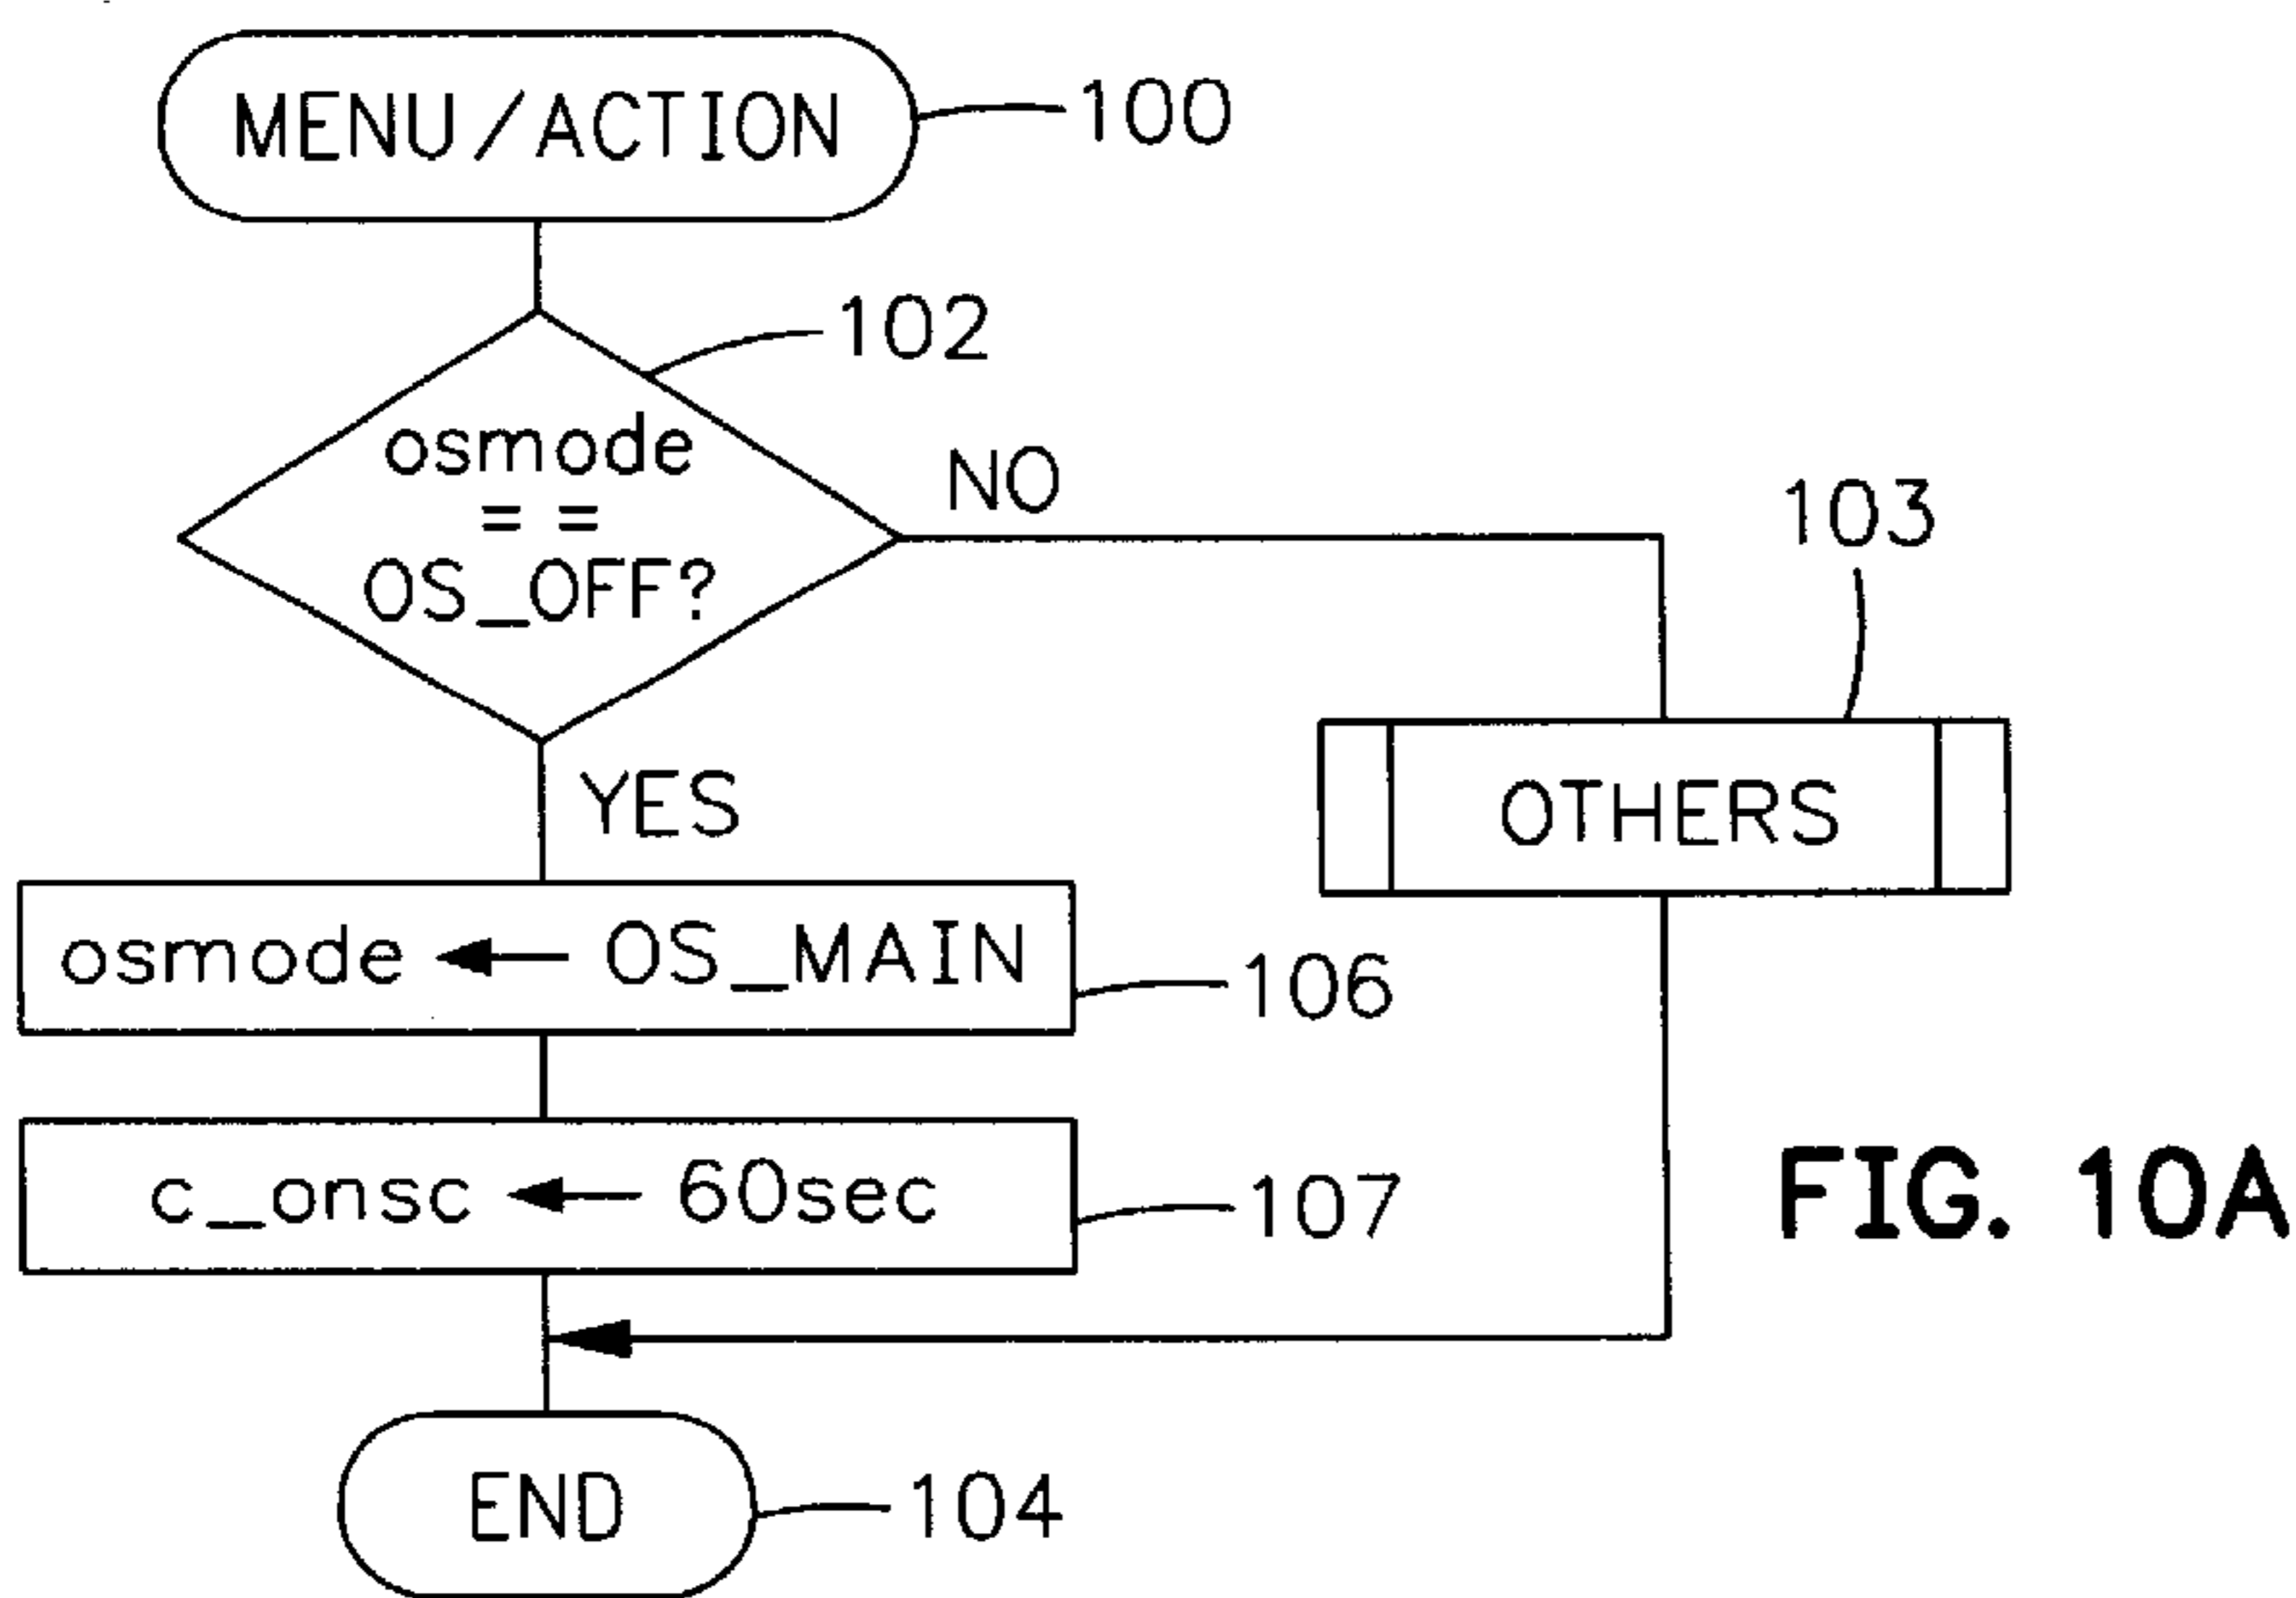 MENU/ACTION
100
102
osmode
==
OS_OFF?
NO
103
YES
OTHERS
osmode ← OS_MAIN
106
c_onsc ← 60sec
107
FIG. 10A
END
104